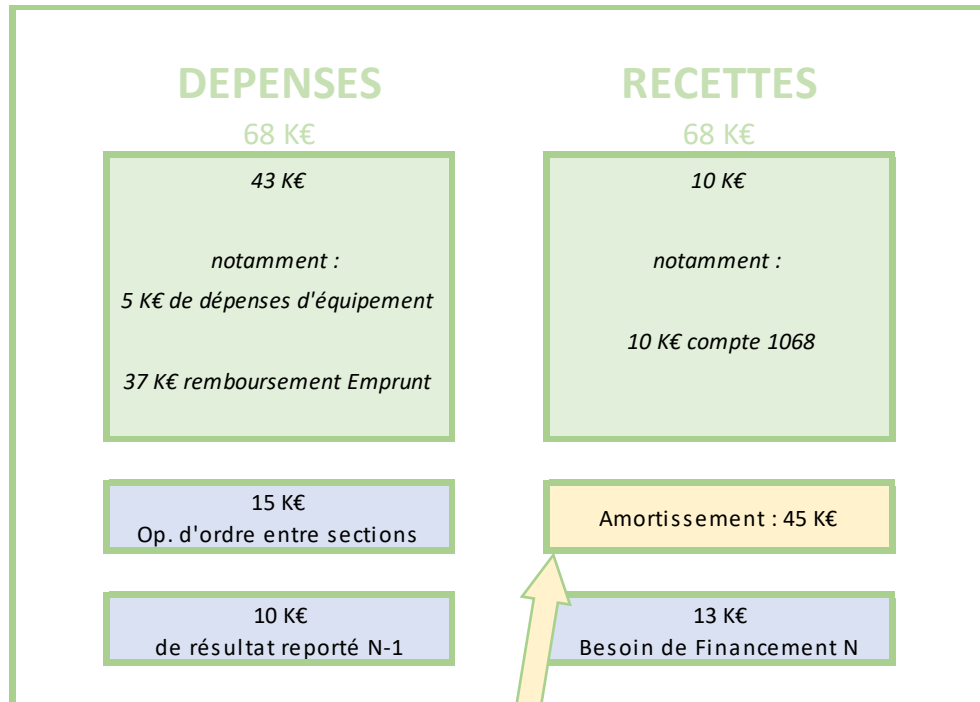 DEPENSES
68 K€
43 K€
notamment :
5 K€ de dépenses d'équipement
37 K€ remboursement Emprunt
15 K€
Op. d'ordre entre sections
10 K€
de résultat reporté N-1
RECETTES
68 K€
10 K€
notamment :
10 K€ compte 1068
Amortissement : 45 K€
13 K€
Besoin de Financement N